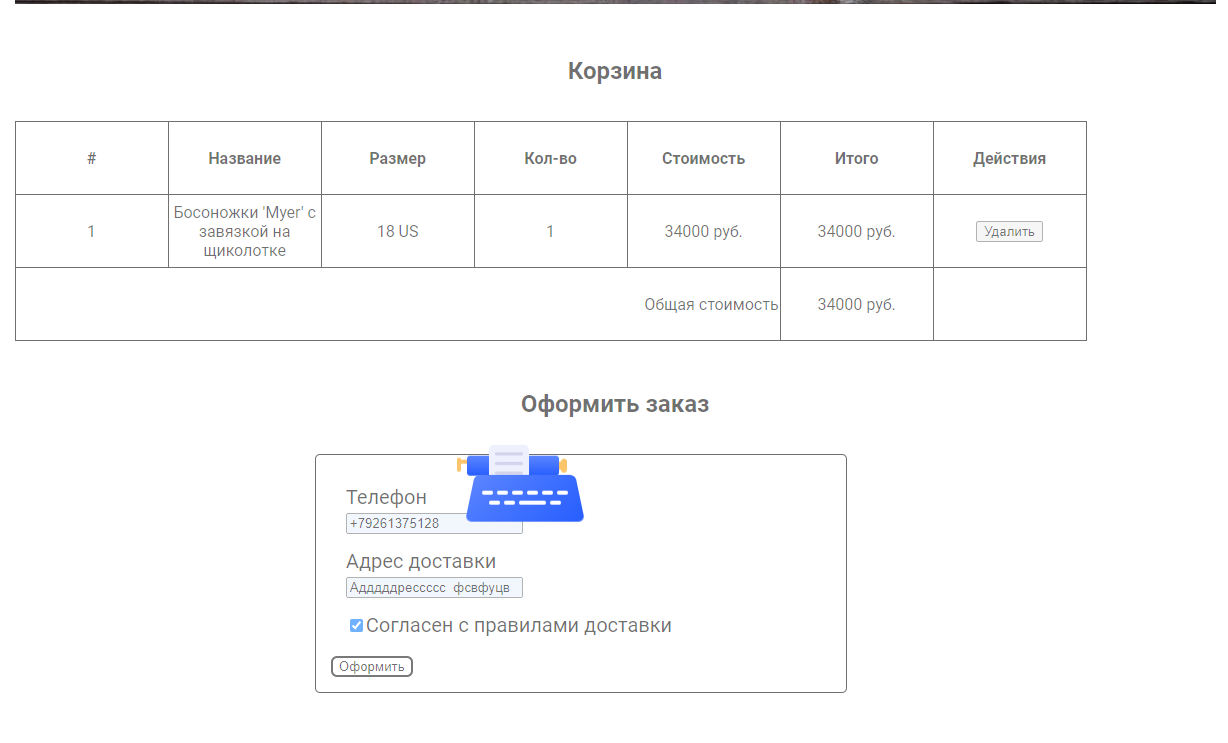 Корзина
# Название Размер Кол-во Стоимость Итого Действия
1 Босоножки 'Myer' с завязкой на щиколотке 18 US 1 34000 руб. 34000 руб. Удалить
Общая стоимость 34000 руб.
Оформить заказ
Телефон
+79261375128
Адрес доставки
Адддддрессссс фсвфуцв
Согласен с правилами доставки
Оформить